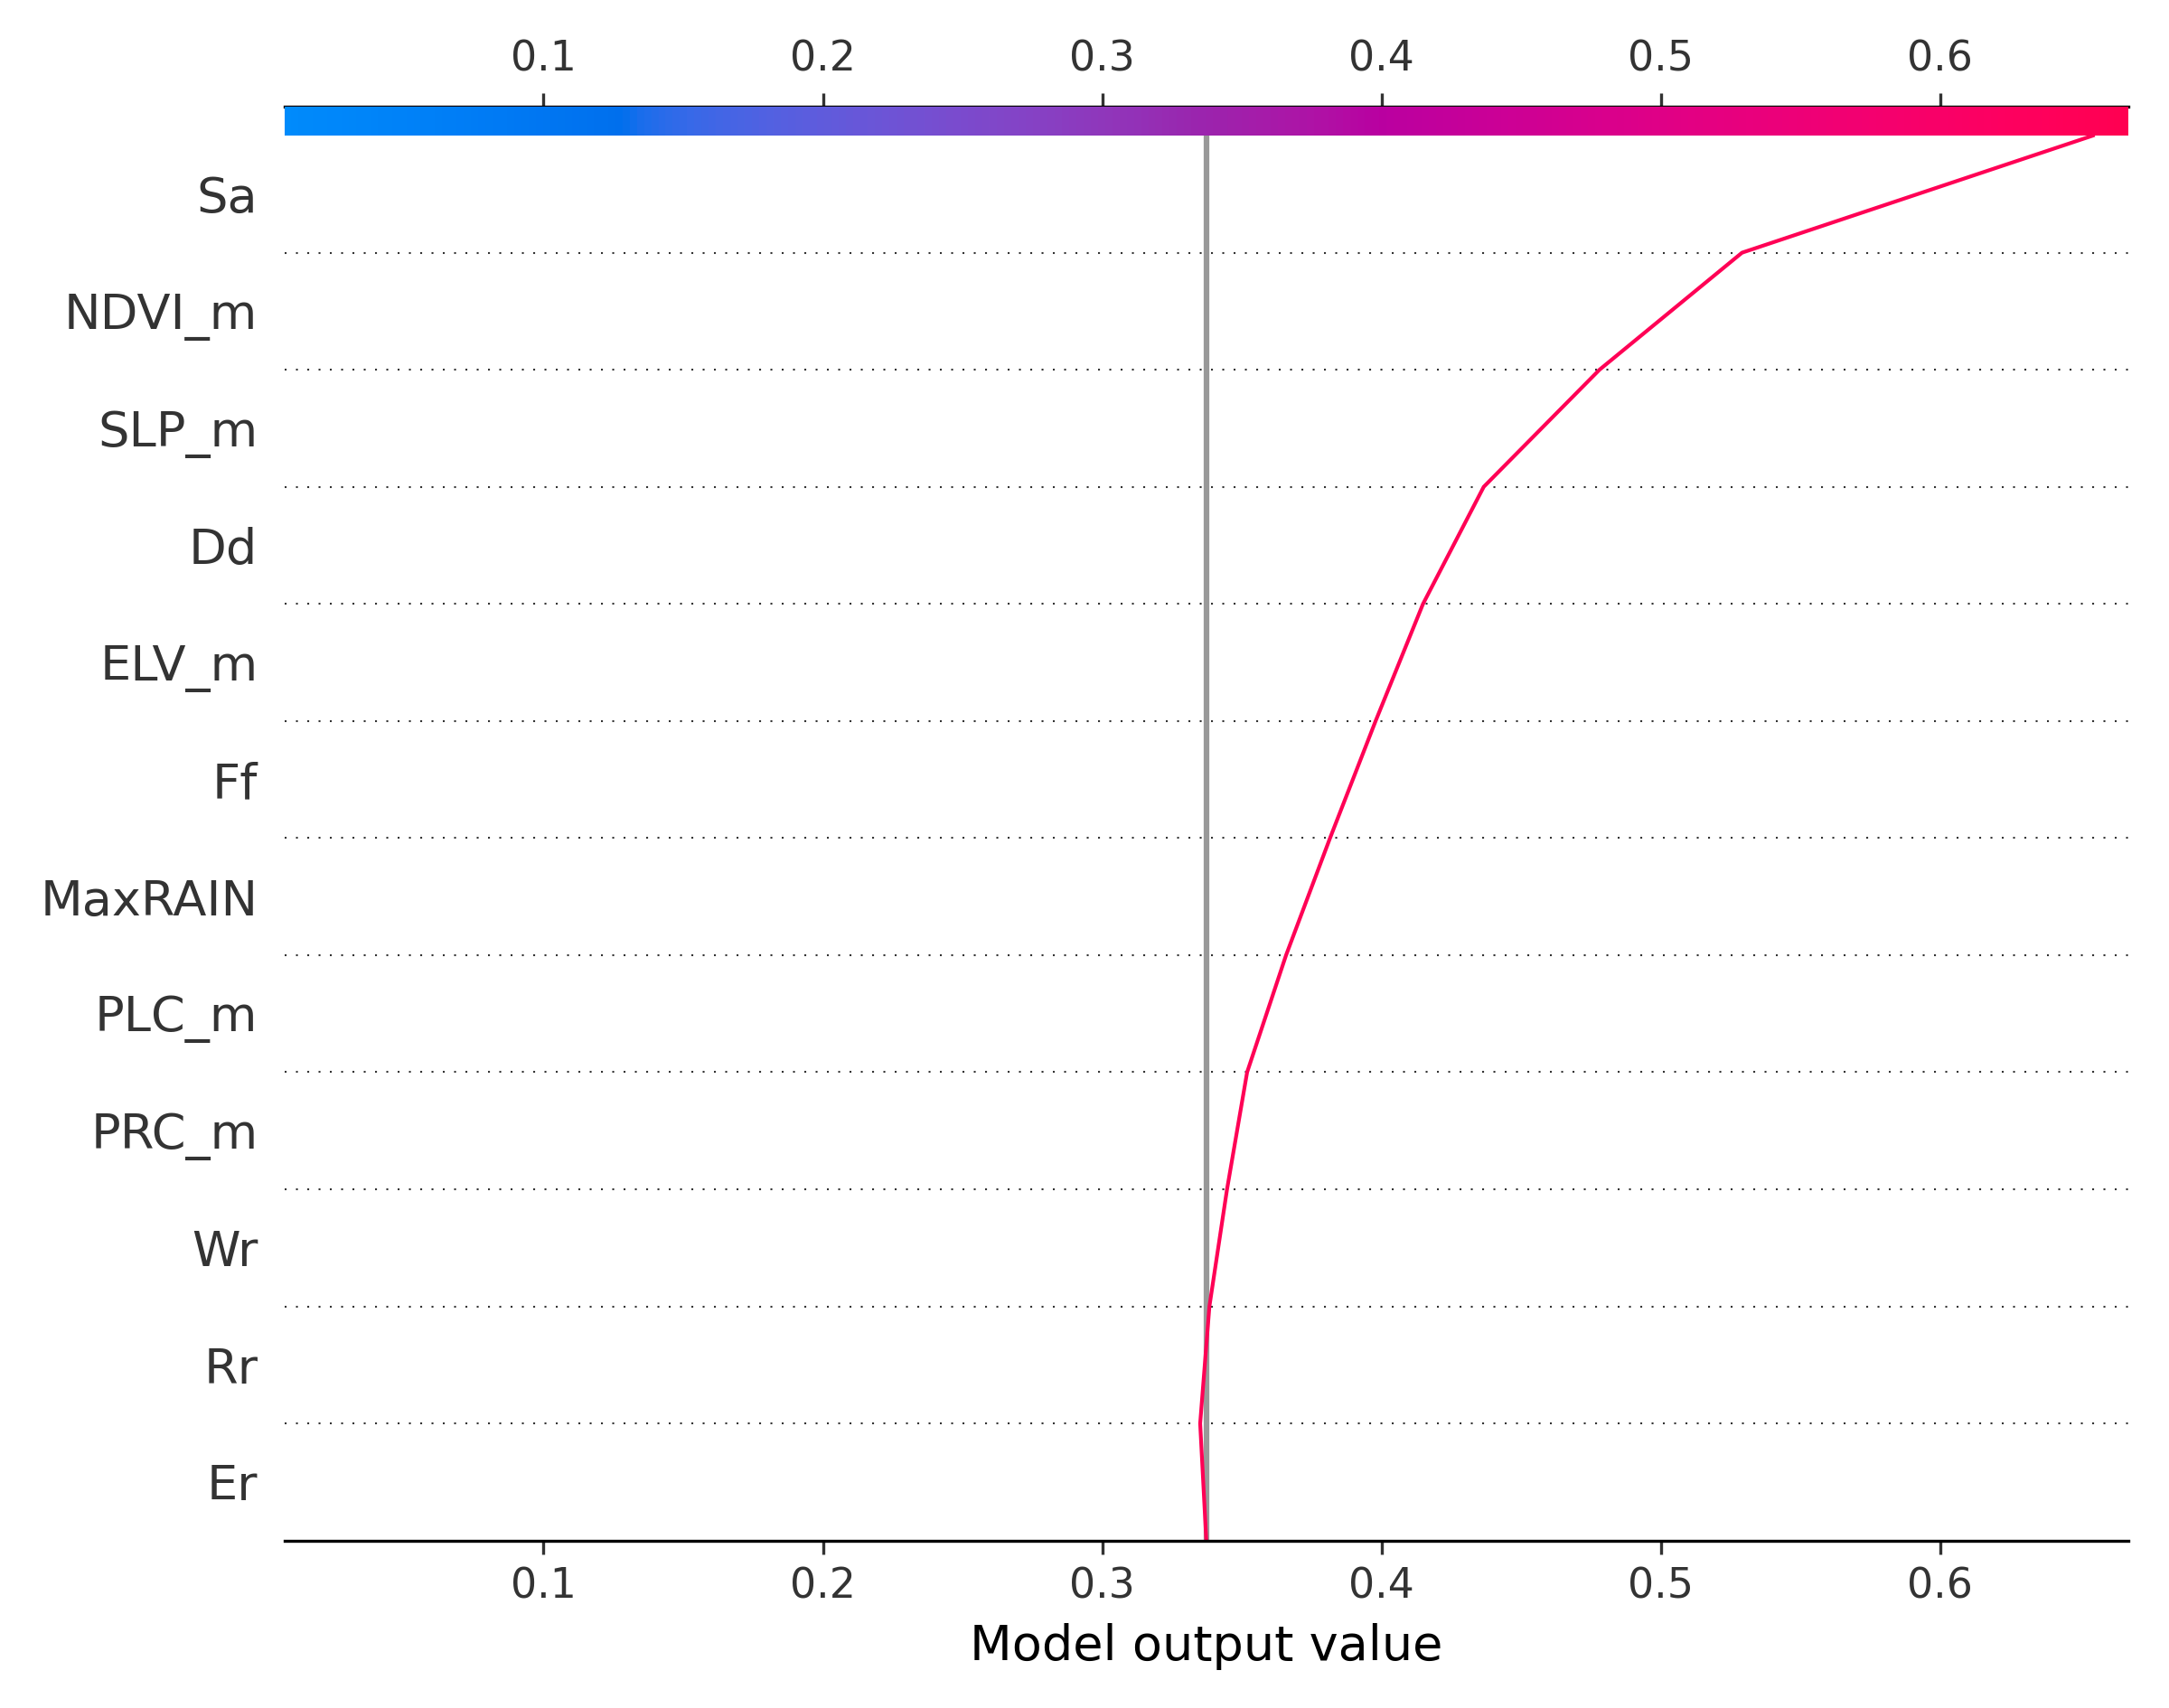 0.1 0.2 0.3 0.4 0.5 0.6
Sa
NDVI_m
SLP_m
Dd
ELV_m
Ff
MaxRAIN
PLC_m
PRC_m
Wr
Rr
Er
0.1 0.2 0.3 0.4 0.5 0.6
Model output value